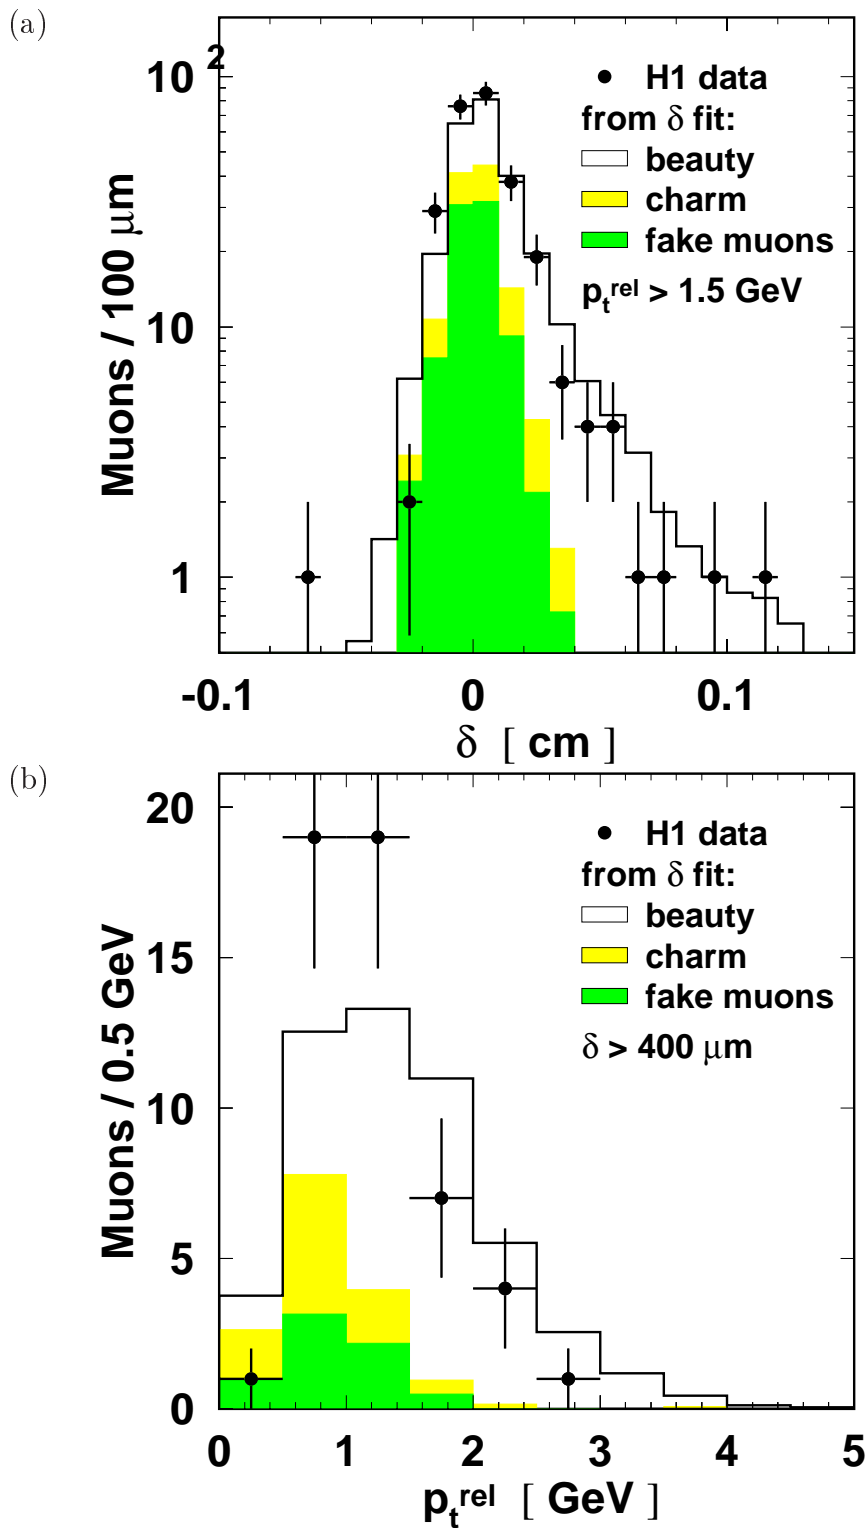 (a)
10 2
10
1
Muons / 100 μm
H1 data
from δ fit:
beauty
charm
fake muons
pt rel > 1.5 GeV
-0.1 0 0.1
δ [ cm ]
(b)
20
15
10
5
0
Muons / 0.5 GeV
H1 data
from δ fit:
beauty
charm
fake muons
δ > 400 μm
0 1 2 3 4 5
pt rel [ GeV ]